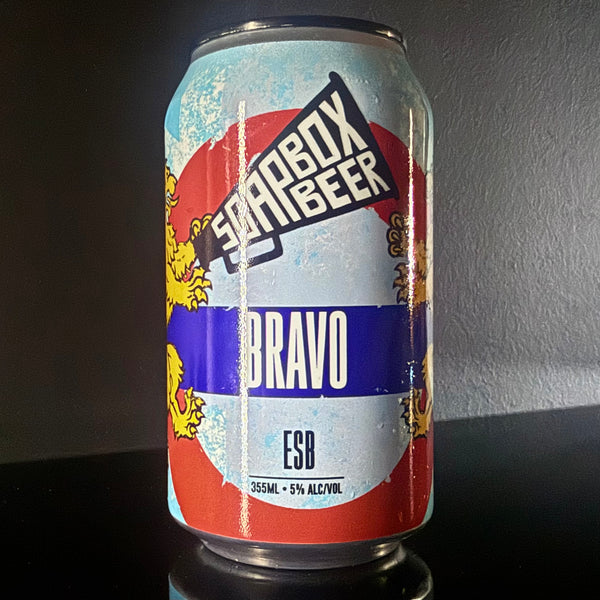 SOAPBOX
BEER
BRAVO
ESB
355ML • 5% ALC/VOL